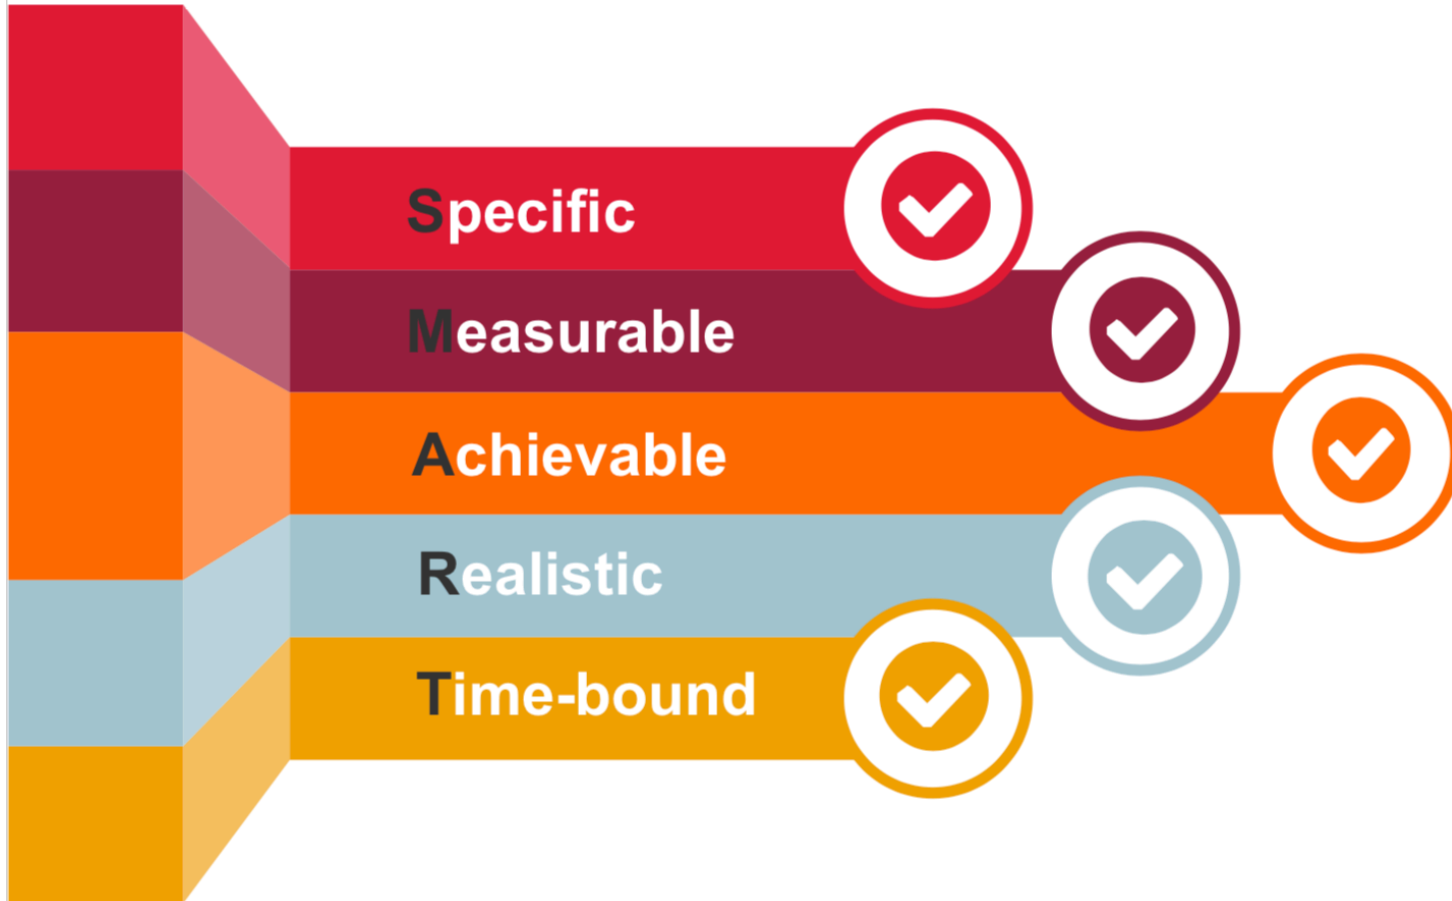 Specific
Measurable
Achievable
Realistic
Time-bound